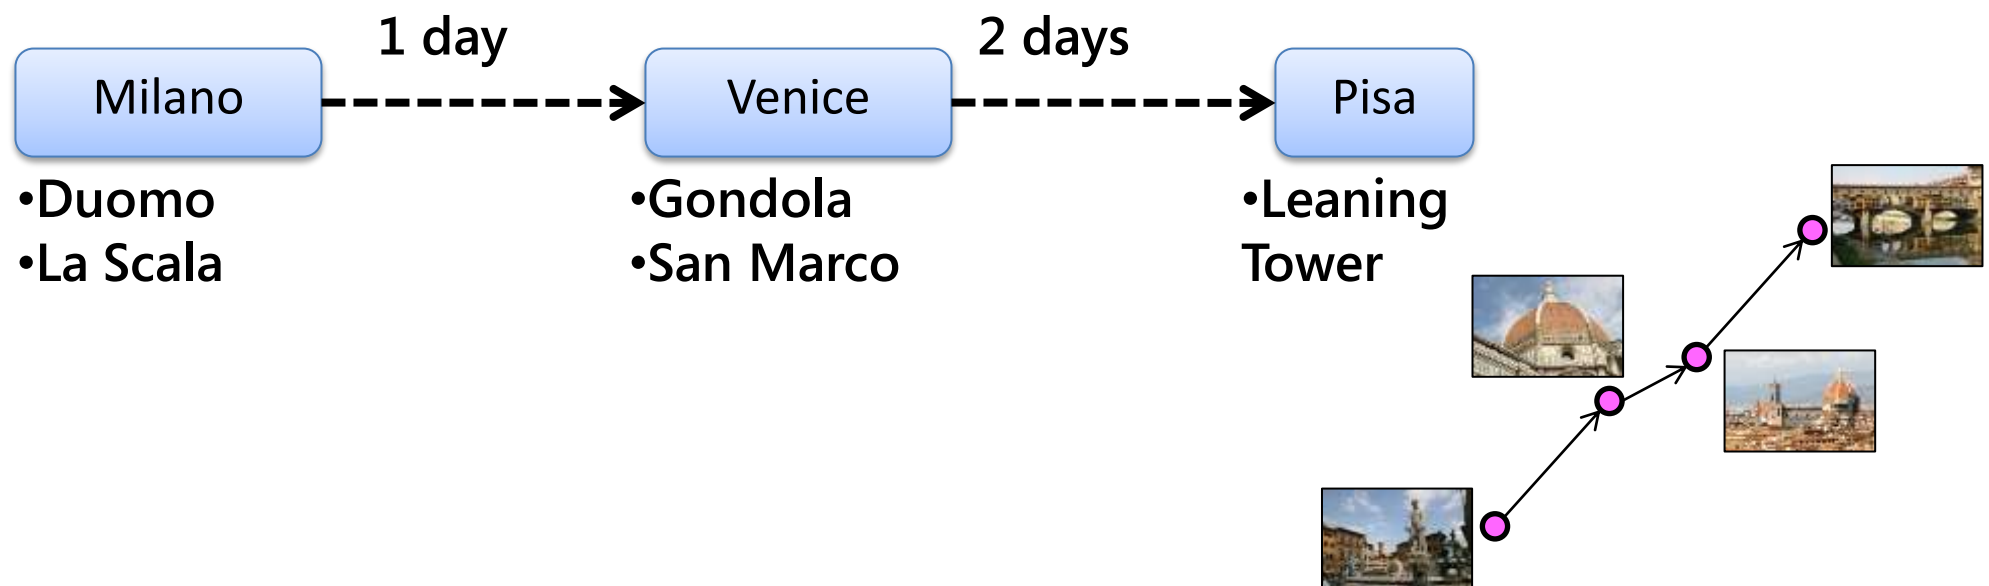 1 day
2 days
Milano
Venice
Pisa
•Duomo
•La Scala
•Gondola
•San Marco
•Leaning
Tower